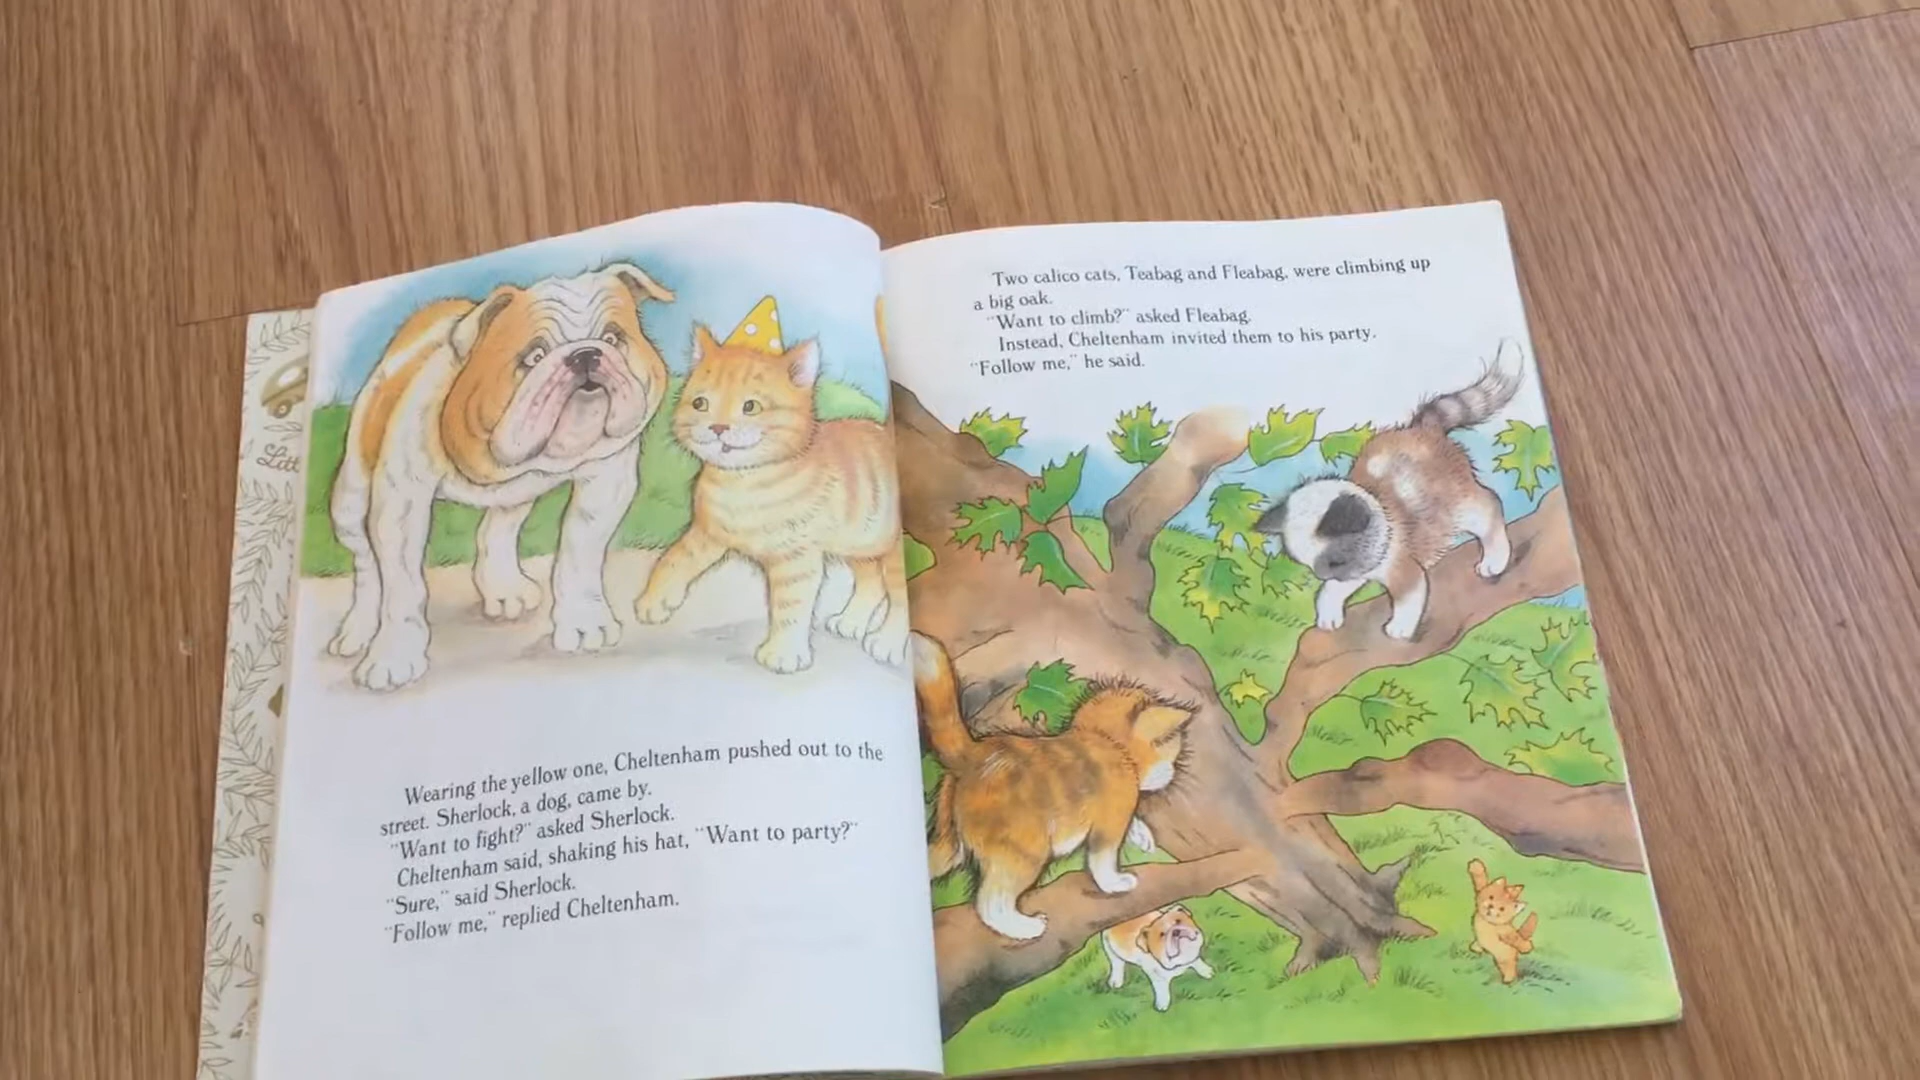 Litt
Wearing the yellow one, Cheltenham pushed out to the
street. Sherlock, a dog, came by.
"Want to fight?" asked Sherlock.
Cheltenham said, shaking his hat, "Want to party?"
"Sure," said Sherlock.
"Follow me," replied Cheltenham.
Two calico cats, Teabag and Fleabag, were climbing up
a big oak.
"Want to climb?" asked Fleabag.
Instead, Cheltenham invited them to his party.
"Follow me," he said.